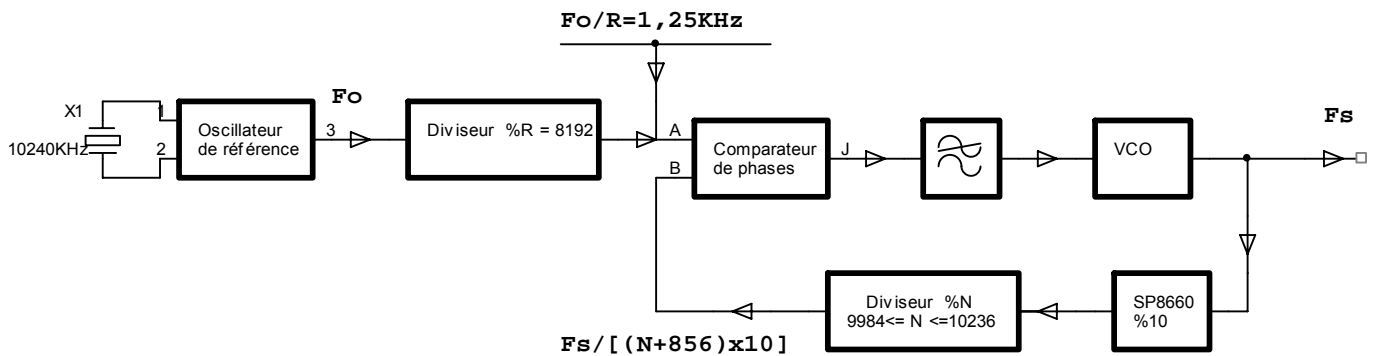 Fo/R=1,25KHz
X1
10240KHz
1
2
Oscillateur
de référence
3
Fo
Diviseur %R = 8192
A
B
Comparateur
de phases
J
VCO
Fs
Diviseur %N
9984<= N <=10236
SP8660
%10
Fs/[(N+856)x10]